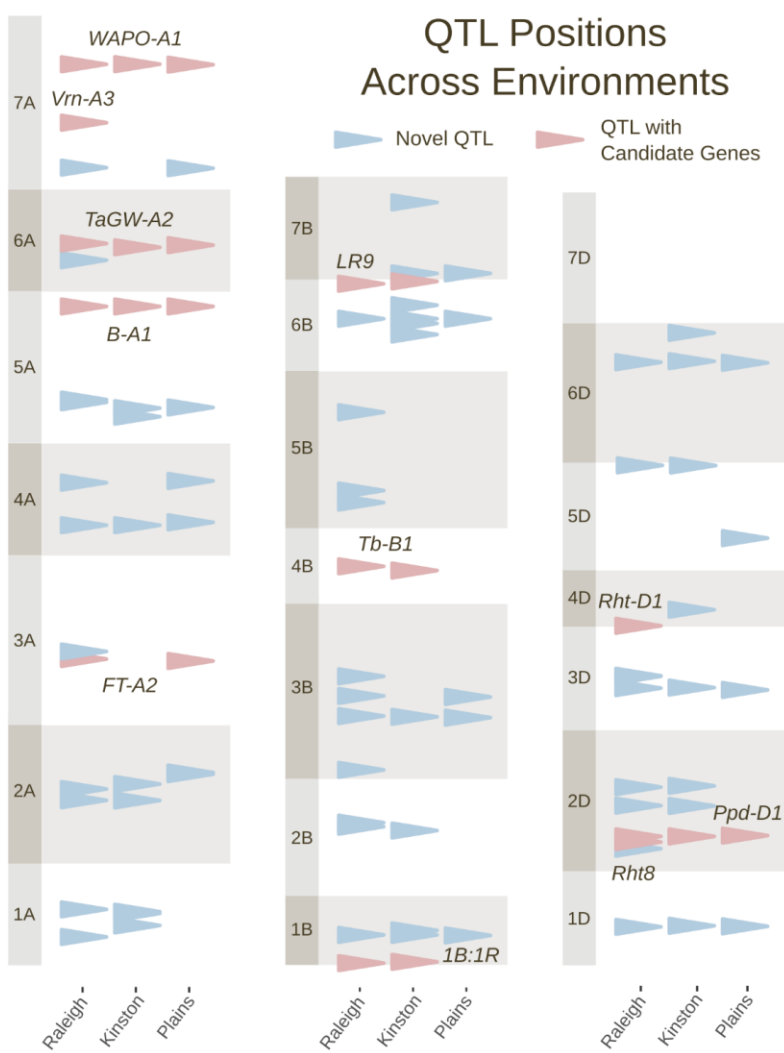 QTL Positions
Across Environments
Novel QTL
QTL with
Candidate Genes
WAPO-A1
7A
Vrn-A3
TaGW-A2
6A
B-A1
5A
4A
3A
FT-A2
2A
1A
Raleigh
Kinston
Plains
7B
LR9
6B
5B
Tb-B1
4B
3B
2B
1B
1B:1R
Raleigh
Kinston
Plains
7D
6D
5D
4D
Rht-D1
3D
2D
Ppd-D1
Rht8
1D
Raleigh
Kinston
Plains